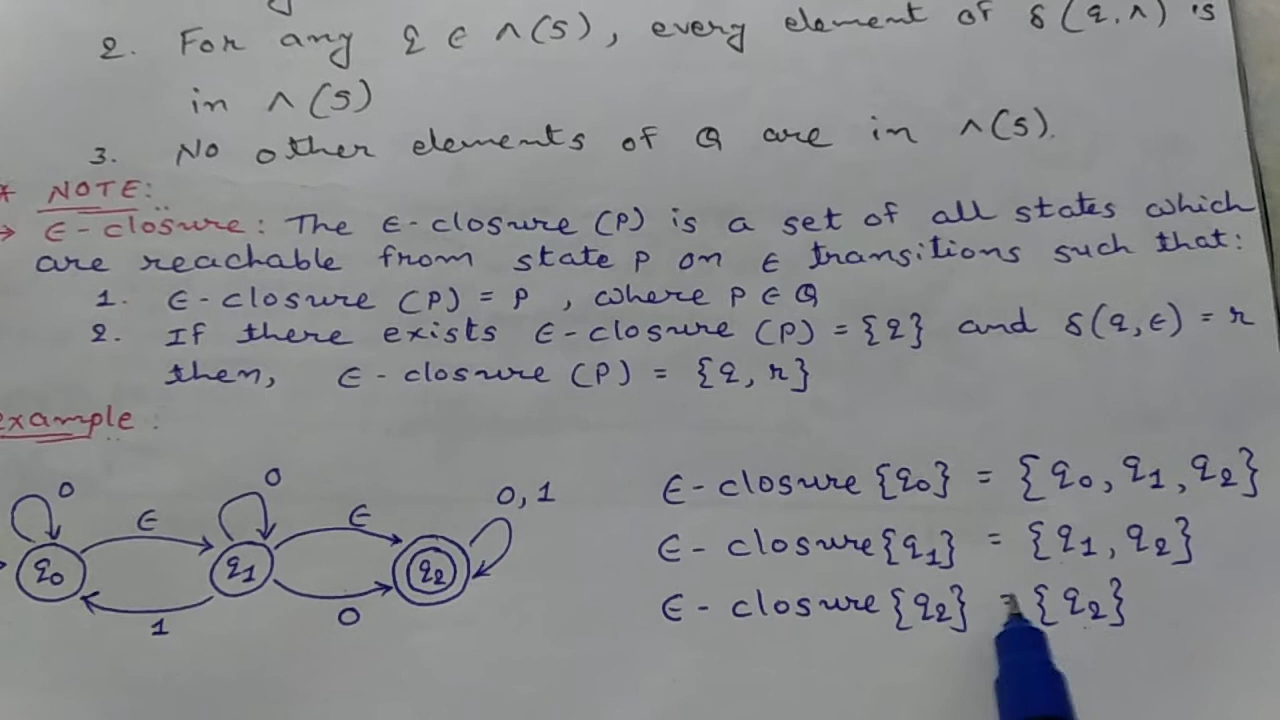 2. For any q ∈ ʌ(S), every element of δ(q,ʌ) is
in ʌ(S)
3. No other elements of Q are in ʌ(S).
* NOTE:
→ ϵ-closure: The ϵ-closure (P) is a set of all states which
are reachable from state P on ϵ transitions such that:
1. ϵ-closure (P) = P , where P ∈ Q
2. If there exists ϵ-closure (P) = {q} and δ(q,ϵ) = r
then, ϵ-closure (P) = {q, r}
example:
0 ϵ 0 ϵ 0,1
q0 q1 q2
1 0
ϵ-closure {q0} = {q0, q1, q2}
ϵ-closure {q1} = {q1, q2}
ϵ-closure {q2} = {q2}